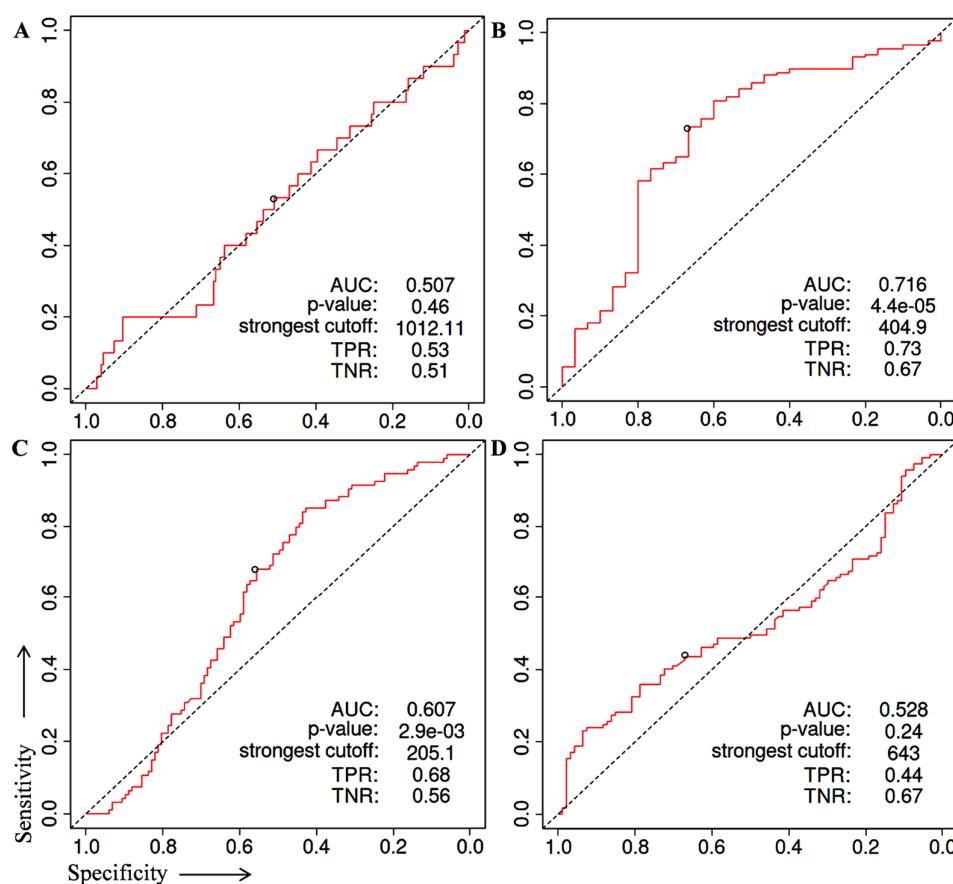 A
1.0
0.8
0.6
0.4
0.2
0.0
AUC: 0.507
p-value: 0.46
strongest cutoff: 1012.11
TPR: 0.53
TNR: 0.51
1.0 0.8 0.6 0.4 0.2 0.0
B
1.0
0.8
0.6
0.4
0.2
0.0
AUC: 0.716
p-value: 4.4e-05
strongest cutoff: 404.9
TPR: 0.73
TNR: 0.67
1.0 0.8 0.6 0.4 0.2 0.0
C
1.0
0.8
0.6
0.4
0.2
0.0
AUC: 0.607
p-value: 2.9e-03
strongest cutoff: 205.1
TPR: 0.68
TNR: 0.56
1.0 0.8 0.6 0.4 0.2 0.0
D
1.0
0.8
0.6
0.4
0.2
0.0
AUC: 0.528
p-value: 0.24
strongest cutoff: 643
TPR: 0.44
TNR: 0.67
1.0 0.8 0.6 0.4 0.2 0.0
Sensitivity
Specificity